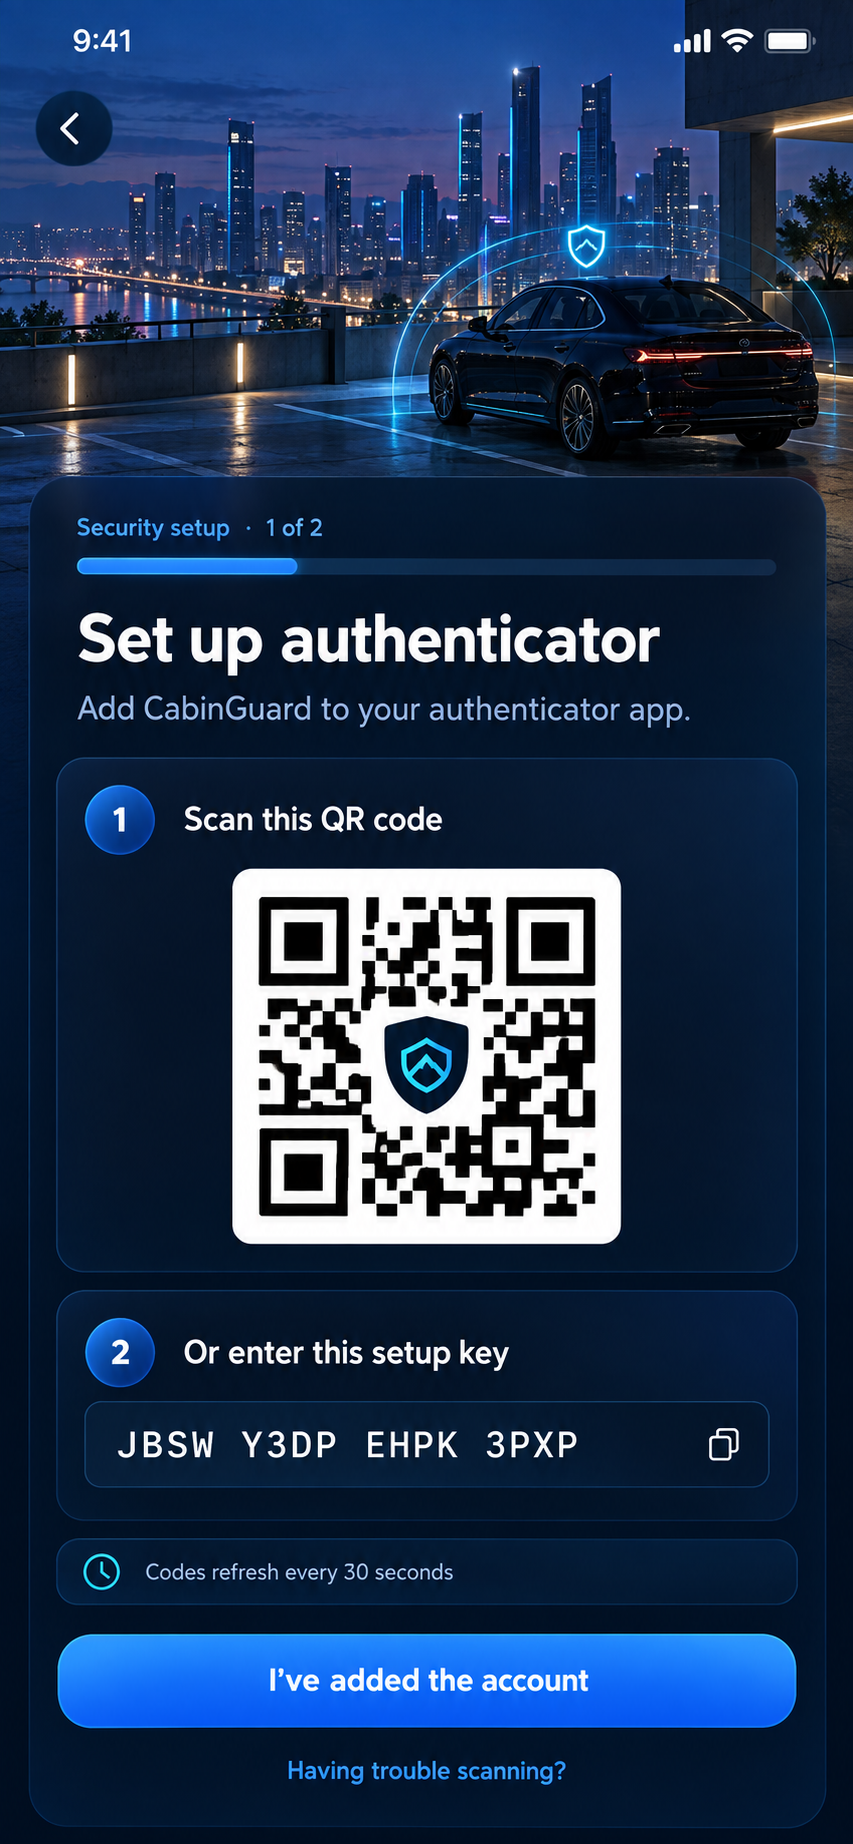 9:41
Security setup · 1 of 2
Set up authenticator
Add CabinGuard to your authenticator app.
1 Scan this QR code
2 Or enter this setup key
JBSW Y3DP EHPK 3PXP
Codes refresh every 30 seconds
I've added the account
Having trouble scanning?